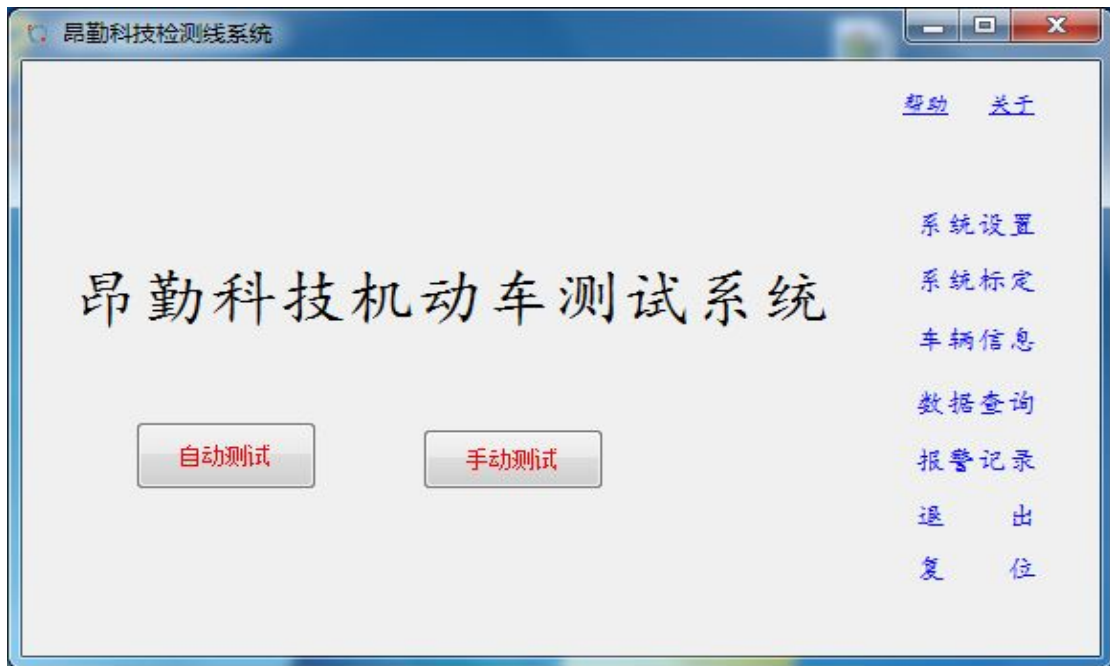 昂勤科技检测线系统
帮助 关于
系统设置
系统标定
昂勤科技机动车测试系统
车辆信息
数据查询
自动测试 手动测试
报警记录
退 出
复 位